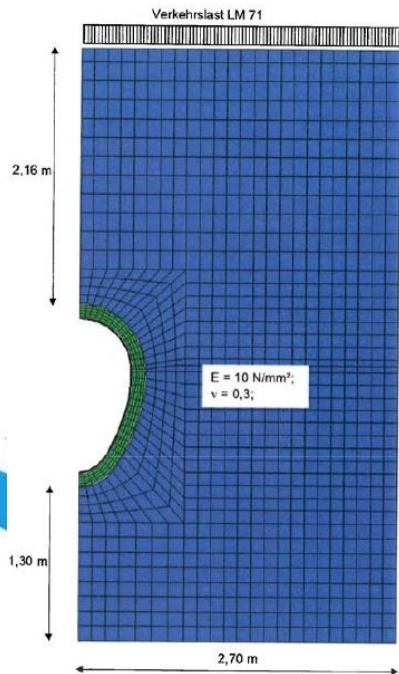 Verkehrslast LM 71
2,16 m
E = 10 N/mm²;
ν = 0,3;
1,30 m
2,70 m